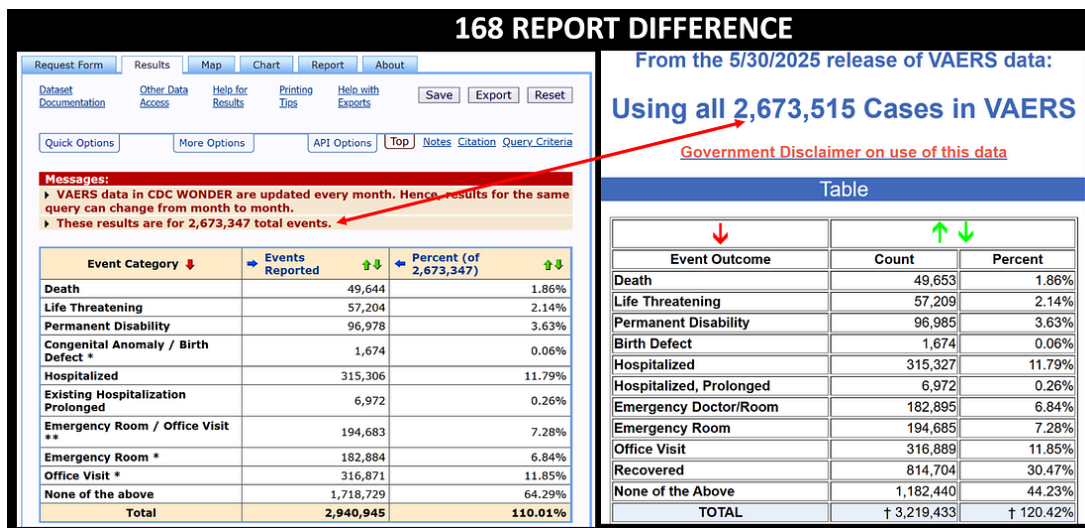 168 REPORT DIFFERENCE
Request Form Results Map Chart Report About
Dataset Documentation Other Data Access Help for Results Printing Tips Help with Exports Save Export Reset
Quick Options More Options API Options Top Notes Citation Query Criteria
Messages:
VAERS data in CDC WONDER are updated every month. Hence, results for the same
query can change from month to month.
These results are for 2,673,347 total events.
Event Category Events Reported Percent (of 2,673,347)
Death 49,644 1.86%
Life Threatening 57,204 2.14%
Permanent Disability 96,978 3.63%
Congenital Anomaly / Birth Defect * 1,674 0.06%
Hospitalized 315,306 11.79%
Existing Hospitalization Prolonged 6,972 0.26%
Emergency Room / Office Visit ** 194,683 7.28%
Emergency Room * 182,884 6.84%
Office Visit * 316,871 11.85%
None of the above 1,718,729 64.29%
Total 2,940,945 110.01%
From the 5/30/2025 release of VAERS data:
Using all 2,673,515 Cases in VAERS
Government Disclaimer on use of this data
Table
Event Outcome Count Percent
Death 49,653 1.86%
Life Threatening 57,209 2.14%
Permanent Disability 96,985 3.63%
Birth Defect 1,674 0.06%
Hospitalized 315,327 11.79%
Hospitalized, Prolonged 6,972 0.26%
Emergency Doctor/Room 182,895 6.84%
Emergency Room 194,685 7.28%
Office Visit 316,889 11.85%
Recovered 814,704 30.47%
None of the Above 1,182,440 44.23%
TOTAL † 3,219,433 † 120.42%